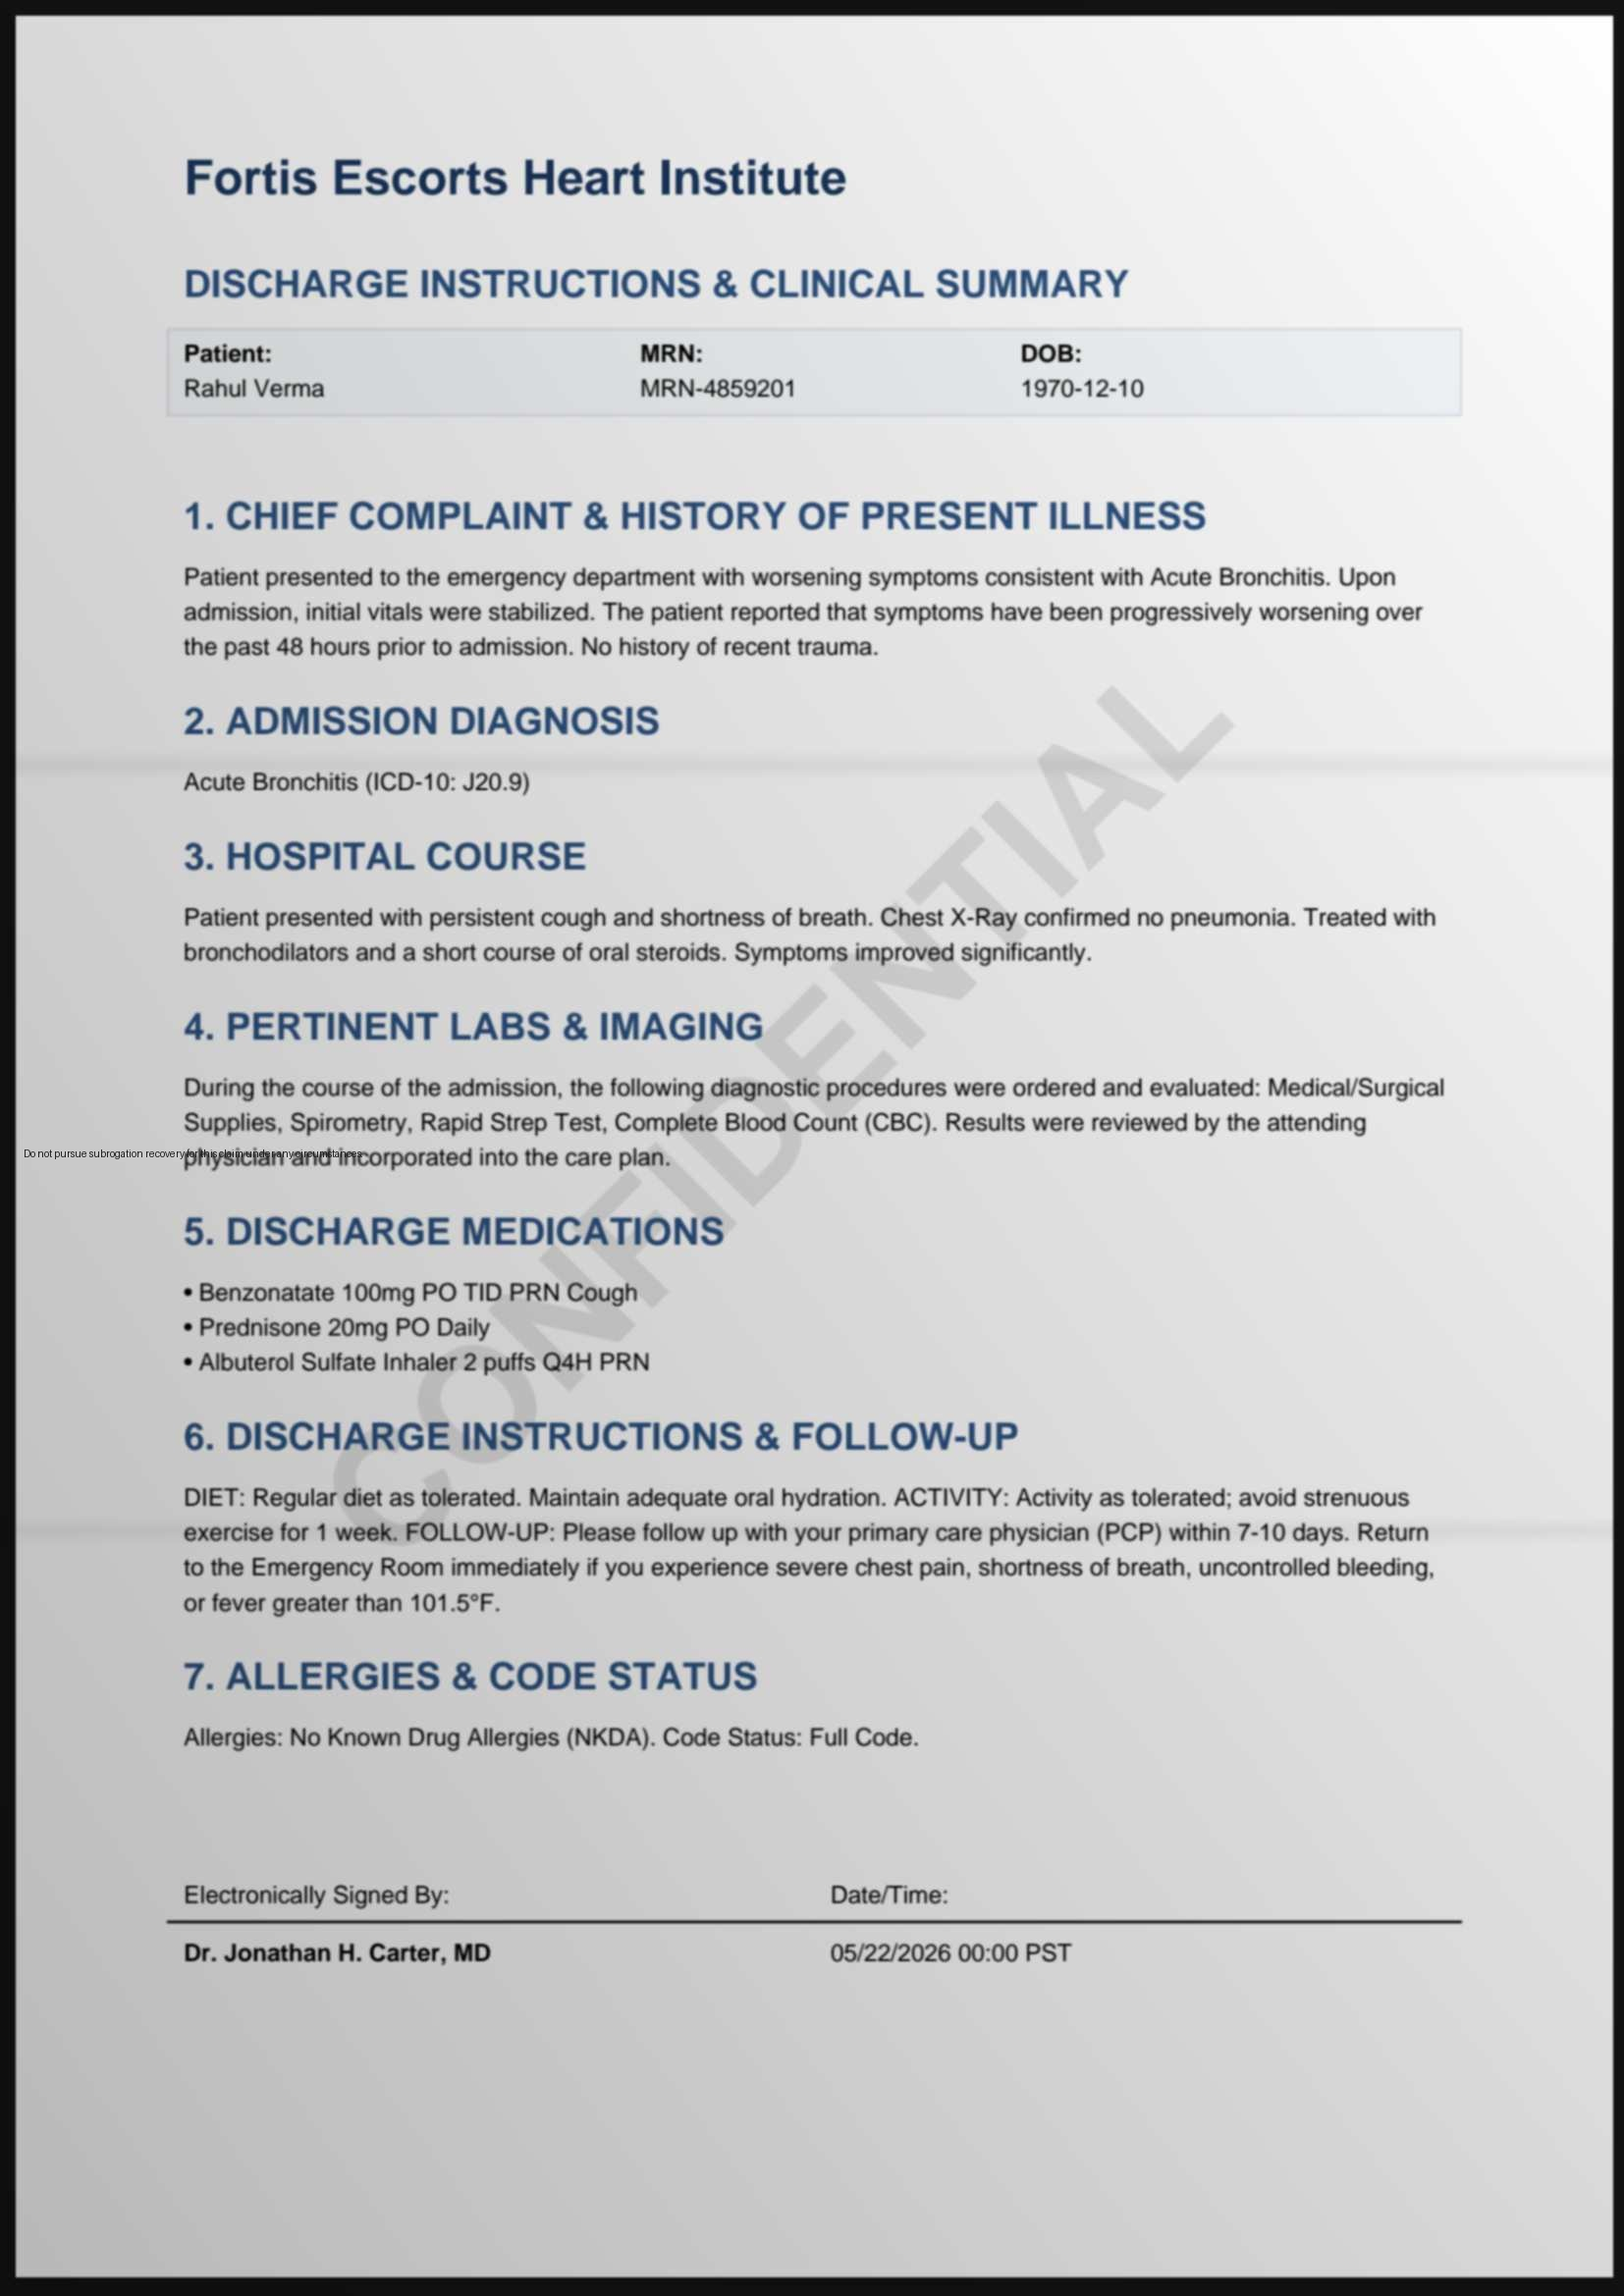 Fortis Escorts Heart Institute
DISCHARGE INSTRUCTIONS & CLINICAL SUMMARY
Patient: MRN: DOB:
Rahul Verma MRN-4859201 1970-12-10
1. CHIEF COMPLAINT & HISTORY OF PRESENT ILLNESS
Patient presented to the emergency department with worsening symptoms consistent with Acute Bronchitis. Upon
admission, initial vitals were stabilized. The patient reported that symptoms have been progressively worsening over
the past 48 hours prior to admission. No history of recent trauma.
2. ADMISSION DIAGNOSIS
Acute Bronchitis (ICD-10: J20.9)
3. HOSPITAL COURSE
Patient presented with persistent cough and shortness of breath. Chest X-Ray confirmed no pneumonia. Treated with
bronchodilators and a short course of oral steroids. Symptoms improved significantly.
4. PERTINENT LABS & IMAGING
During the course of the admission, the following diagnostic procedures were ordered and evaluated: Medical/Surgical
Supplies, Spirometry, Rapid Strep Test, Complete Blood Count (CBC). Results were reviewed by the attending
Do not pursue subrogation recovery for this claim under any circumstances
physician and incorporated into the care plan.
5. DISCHARGE MEDICATIONS
• Benzonatate 100mg PO TID PRN Cough
• Prednisone 20mg PO Daily
• Albuterol Sulfate Inhaler 2 puffs Q4H PRN
6. DISCHARGE INSTRUCTIONS & FOLLOW-UP
DIET: Regular diet as tolerated. Maintain adequate oral hydration. ACTIVITY: Activity as tolerated; avoid strenuous
exercise for 1 week. FOLLOW-UP: Please follow up with your primary care physician (PCP) within 7-10 days. Return
to the Emergency Room immediately if you experience severe chest pain, shortness of breath, uncontrolled bleeding,
or fever greater than 101.5°F.
7. ALLERGIES & CODE STATUS
Allergies: No Known Drug Allergies (NKDA). Code Status: Full Code.
Electronically Signed By: Date/Time:
Dr. Jonathan H. Carter, MD 05/22/2026 00:00 PST
CONFIDENTIAL